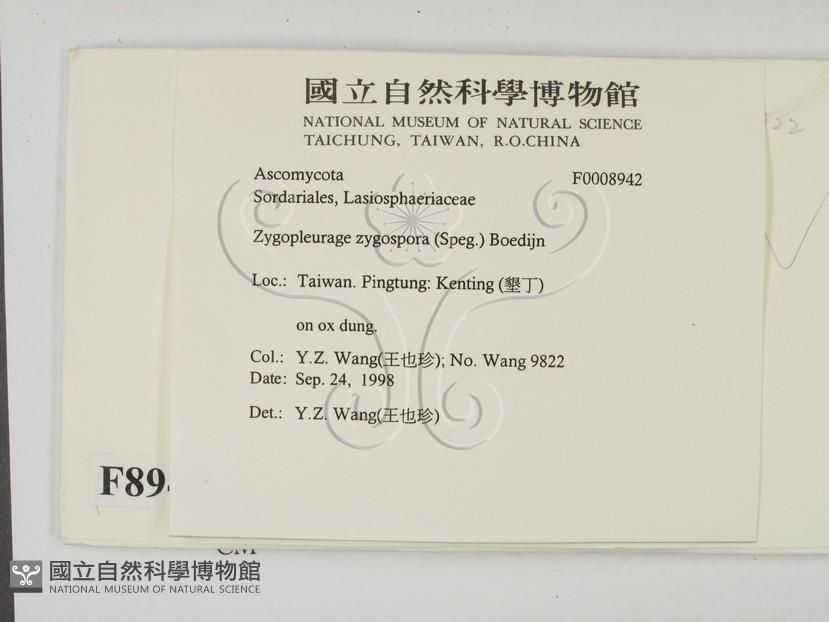 國立自然科學博物館
NATIONAL MUSEUM OF NATURAL SCIENCE
TAICHUNG, TAIWAN, R.O.CHINA
Ascomycota F0008942
Sordariales, Lasiosphaeriaceae
Zygopleurage zygospora (Speg.) Boedijn
Loc.: Taiwan. Pingtung: Kenting (墾丁)
on ox dung.
Col.: Y.Z. Wang(王也珍); No. Wang 9822
Date: Sep. 24, 1998
Det.: Y.Z. Wang(王也珍)
F89
CM
國立自然科學博物館
NATIONAL MUSEUM OF NATURAL SCIENCE